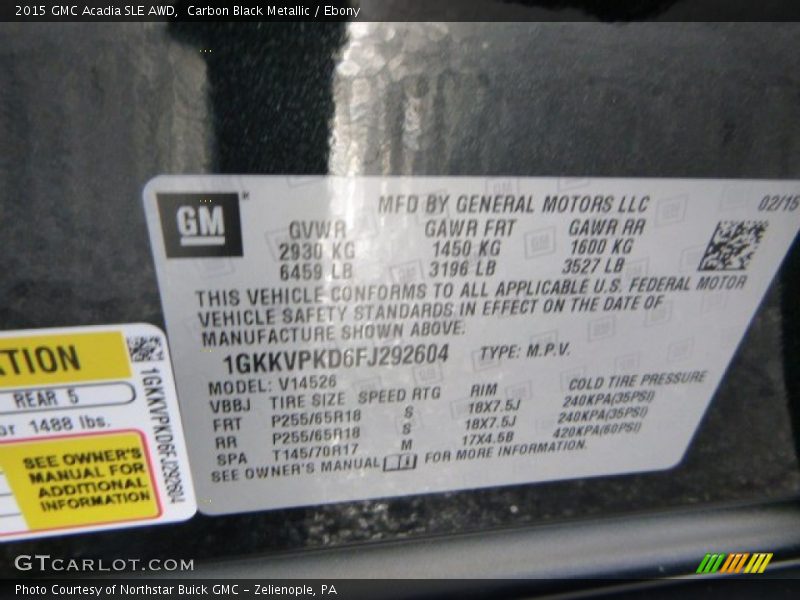 2015 GMC Acadia SLE AWD, Carbon Black Metallic / Ebony
GM
MFD BY GENERAL MOTORS LLC 02/15
GVWR GAWR FRT GAWR RR
2930 KG 1450 KG 1600 KG
6459 LB 3196 LB 3527 LB
THIS VEHICLE CONFORMS TO ALL APPLICABLE U.S. FEDERAL MOTOR
VEHICLE SAFETY STANDARDS IN EFFECT ON THE DATE OF
MANUFACTURE SHOWN ABOVE.
1GKKVPKD6FJ292604 TYPE: M.P.V.
MODEL: V14526
VBBJ TIRE SIZE SPEED RTG RIM COLD TIRE PRESSURE
FRT P255/65R18 S 18X7.5J 240KPA(35PSI)
RR P255/65R18 S 18X7.5J 240KPA(35PSI)
SPA T145/70R17 M 17X4.5B 420KPA(60PSI)
SEE OWNER'S MANUAL FOR MORE INFORMATION.
REAR 5
1488 lbs.
SEE OWNER'S
MANUAL FOR
ADDITIONAL
INFORMATION
1GKKVPKD6FJ292604
GTCARLOT.COM
Photo Courtesy of Northstar Buick GMC - Zelienople, PA